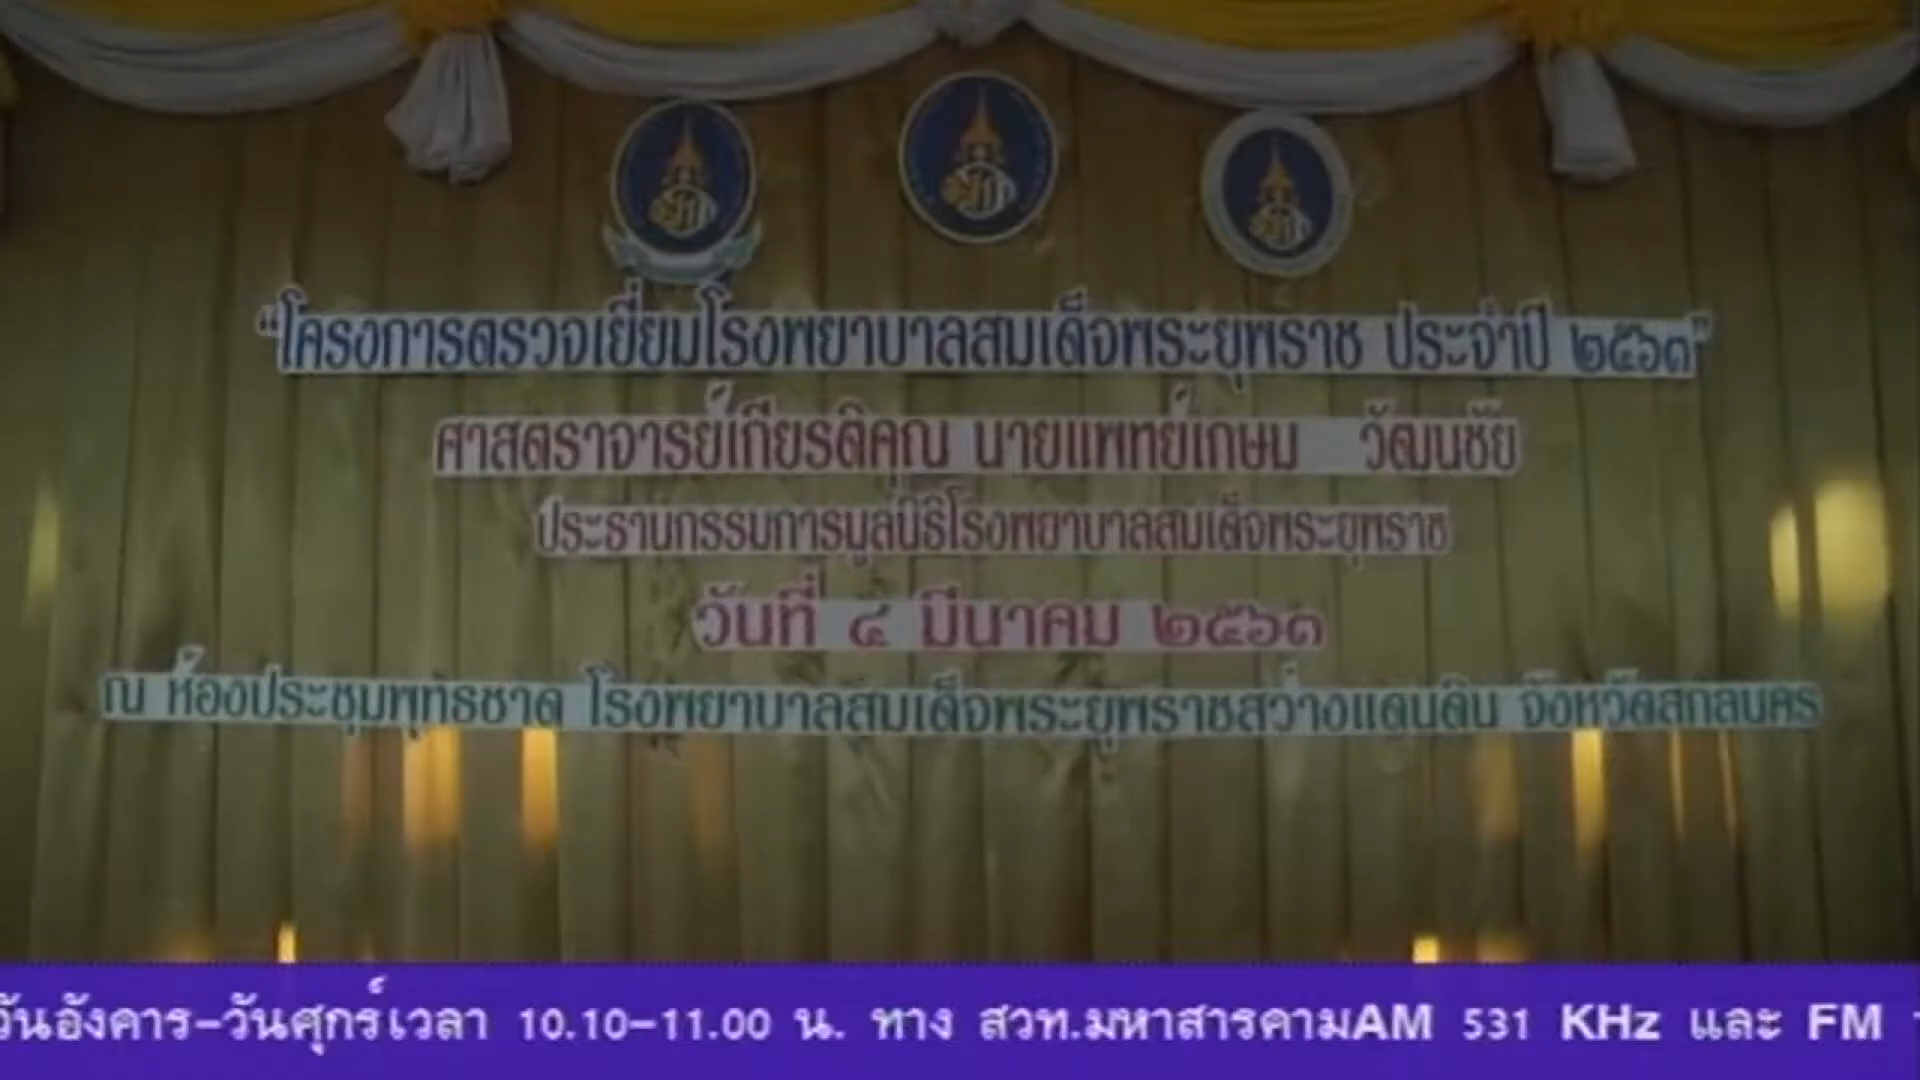 “โครงการตรวจเยี่ยมโรงพยาบาลสมเด็จพระยุพราช ประจำปี ๒๕๖๑”
ศาสตราจารย์เกียรติคุณ นายแพทย์เกษม วัฒนชัย
ประธานกรรมการมูลนิธิโรงพยาบาลสมเด็จพระยุพราช
วันที่ ๔ มีนาคม ๒๕๖๑
ณ ห้องประชุมพุทธชาด โรงพยาบาลสมเด็จพระยุพราชสว่างแดนดิน จังหวัดสกลนคร
วันอังคาร-วันศุกร์เวลา 10.10-11.00 น. ทาง สวท.มหาสารคามAM 531 KHz และ FM